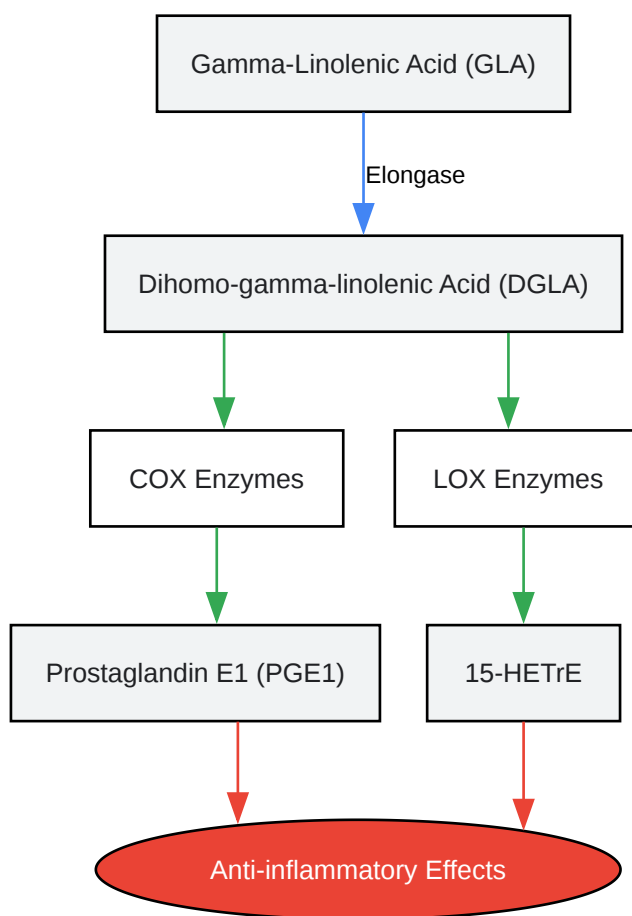 Gamma-Linolenic Acid (GLA)
Elongase
Dihomo-gamma-linolenic Acid (DGLA)
COX Enzymes
LOX Enzymes
Prostaglandin E1 (PGE1)
15-HETrE
Anti-inflammatory Effects